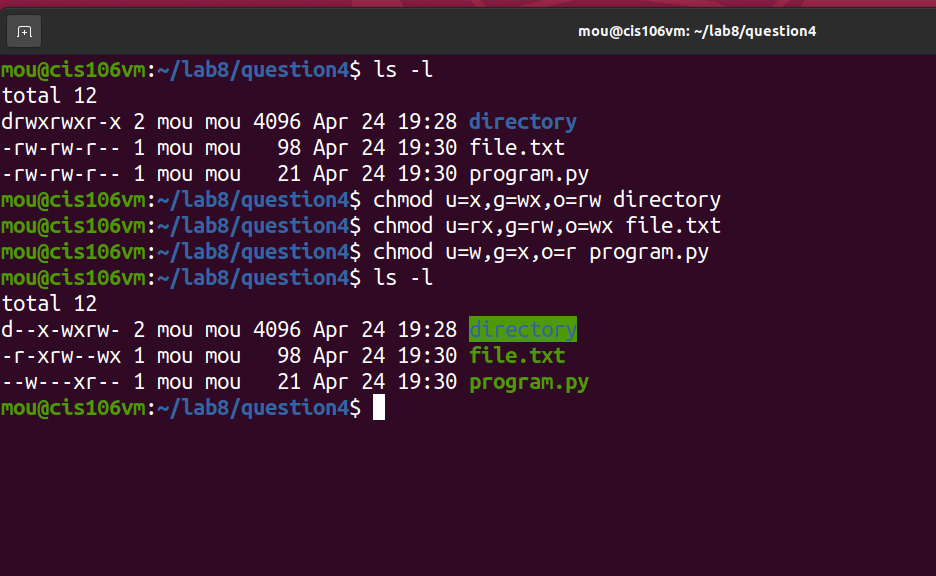 mou@cis106vm: ~/lab8/question4
mou@cis106vm:~/lab8/question4$ ls -l
total 12
drwxrwxr-x 2 mou mou 4096 Apr 24 19:28 directory
-rw-rw-r-- 1 mou mou   98 Apr 24 19:30 file.txt
-rw-rw-r-- 1 mou mou   21 Apr 24 19:30 program.py
mou@cis106vm:~/lab8/question4$ chmod u=x,g=wx,o=rw directory
mou@cis106vm:~/lab8/question4$ chmod u=rx,g=rw,o=wx file.txt
mou@cis106vm:~/lab8/question4$ chmod u=w,g=x,o=r program.py
mou@cis106vm:~/lab8/question4$ ls -l
total 12
d--x-wxrw- 2 mou mou 4096 Apr 24 19:28 directory
-r-xrw--wx 1 mou mou   98 Apr 24 19:30 file.txt
--w---xr-- 1 mou mou   21 Apr 24 19:30 program.py
mou@cis106vm:~/lab8/question4$